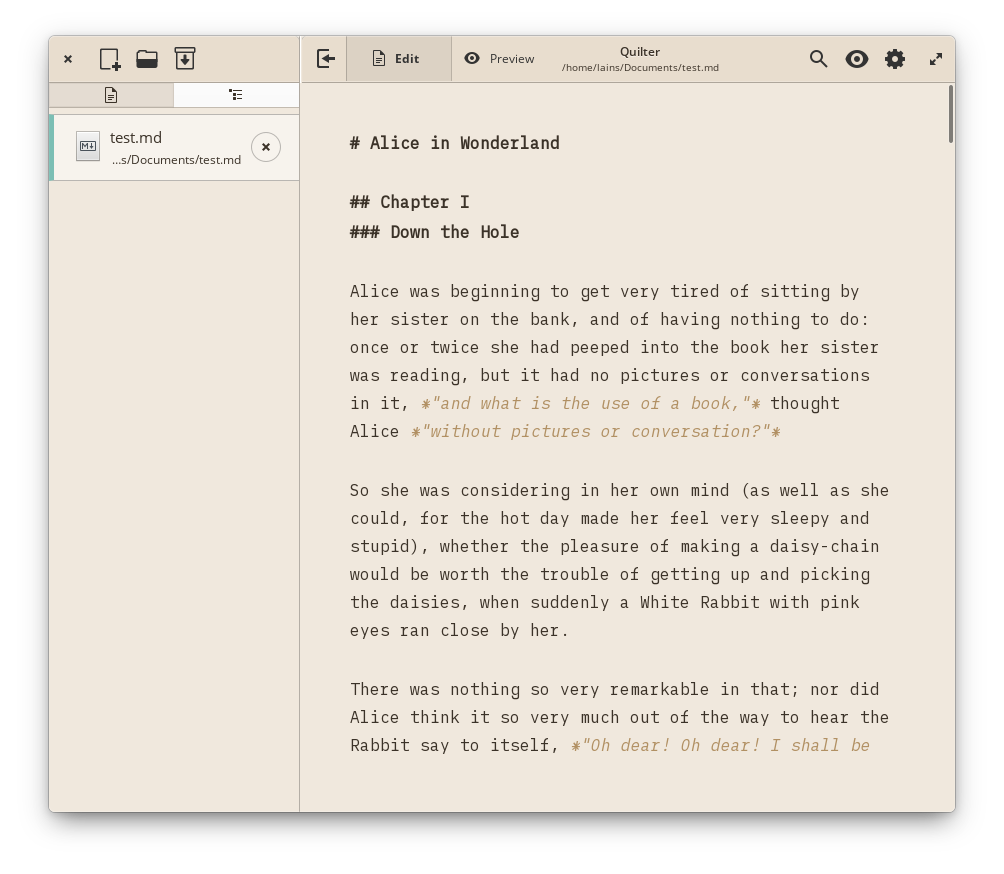 Edit
Preview
Quilter
/home/lains/Documents/test.md
test.md
...s/Documents/test.md
# Alice in Wonderland
## Chapter I
### Down the Hole
Alice was beginning to get very tired of sitting by
her sister on the bank, and of having nothing to do:
once or twice she had peeped into the book her sister
was reading, but it had no pictures or conversations
in it, *"and what is the use of a book,"* thought
Alice *"without pictures or conversation?"*
So she was considering in her own mind (as well as she
could, for the hot day made her feel very sleepy and
stupid), whether the pleasure of making a daisy-chain
would be worth the trouble of getting up and picking
the daisies, when suddenly a White Rabbit with pink
eyes ran close by her.
There was nothing so very remarkable in that; nor did
Alice think it so very much out of the way to hear the
Rabbit say to itself, *"Oh dear! Oh dear! I shall be